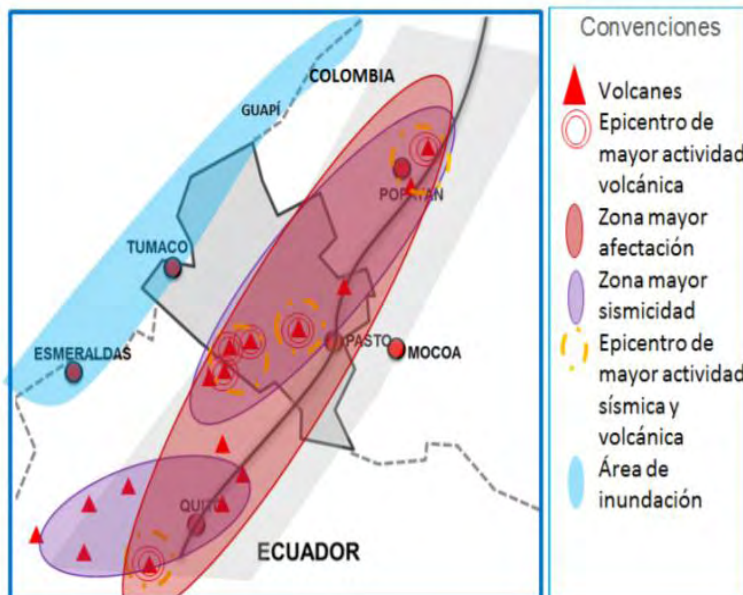 COLOMBIA
GUAPÍ
POPAYÁN
TUMACO
PASTO
MOCOA
ESMERALDAS
QUITO
ECUADOR
Convenciones
Volcanes
Epicentro de
mayor actividad
volcánica
Zona mayor
afectación
Zona mayor
sismicidad
Epicentro de
mayor actividad
sísmica y
volcánica
Área de
inundación